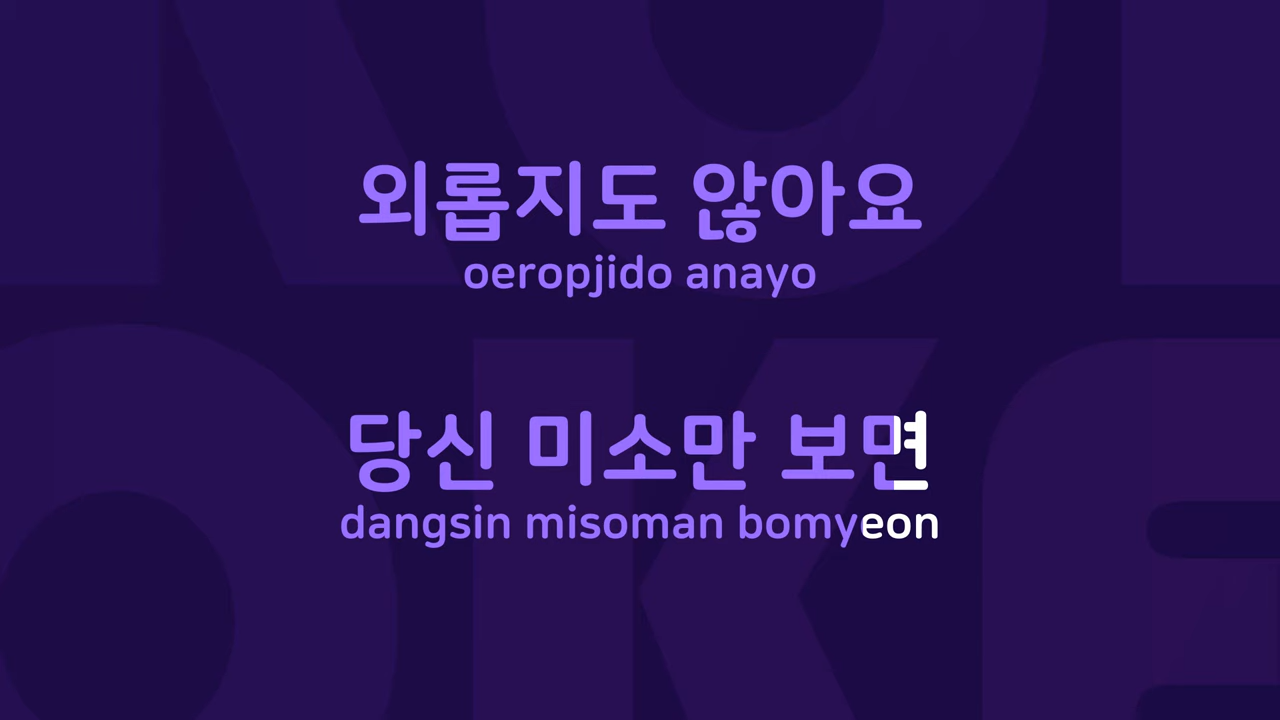 외롭지도 않아요
oeropjido anayo
당신 미소만 보면
dangsin misoman bomyeon